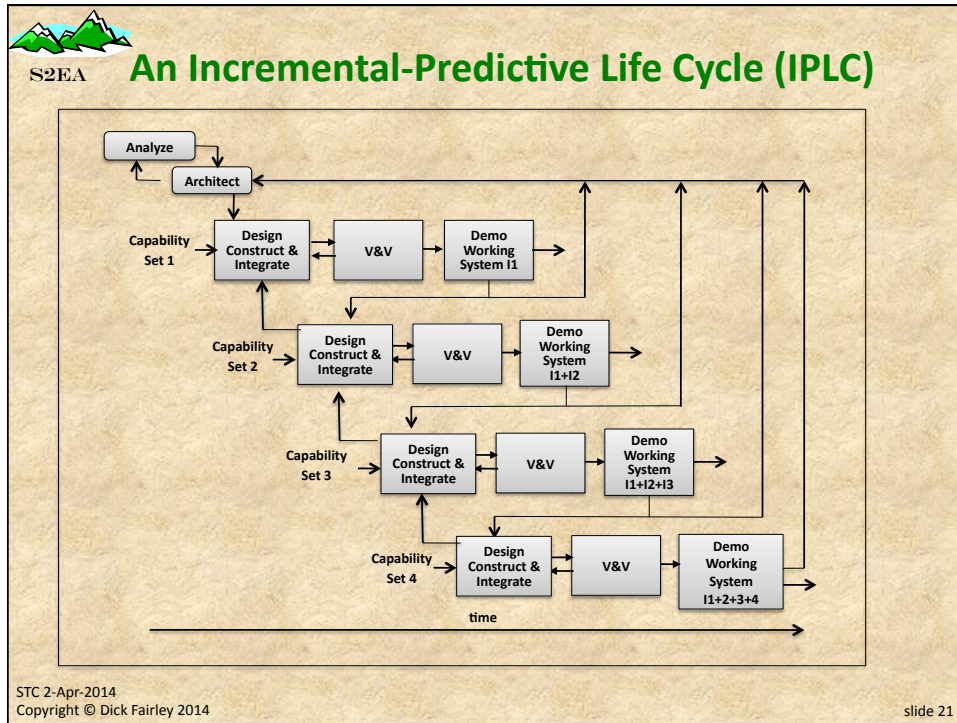 S2EA
An Incremental-Predictive Life Cycle (IPLC)
Analyze
Architect
Capability
Set 1
Design
Construct &
Integrate
V&V
Demo
Working
System I1
Capability
Set 2
Design
Construct &
Integrate
V&V
Demo
Working
System
I1+I2
Capability
Set 3
Design
Construct &
Integrate
V&V
Demo
Working
System
I1+I2+I3
Capability
Set 4
Design
Construct &
Integrate
V&V
Demo
Working
System
I1+2+3+4
time
STC 2-Apr-2014
Copyright © Dick Fairley 2014
slide 21